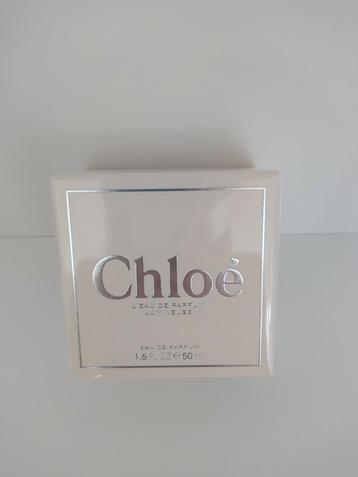 Chloé
L'EAU DE PARFUM
LUMINEUSE
EAU DE PARFUM
1.6 FL OZ ℮ 50 ml